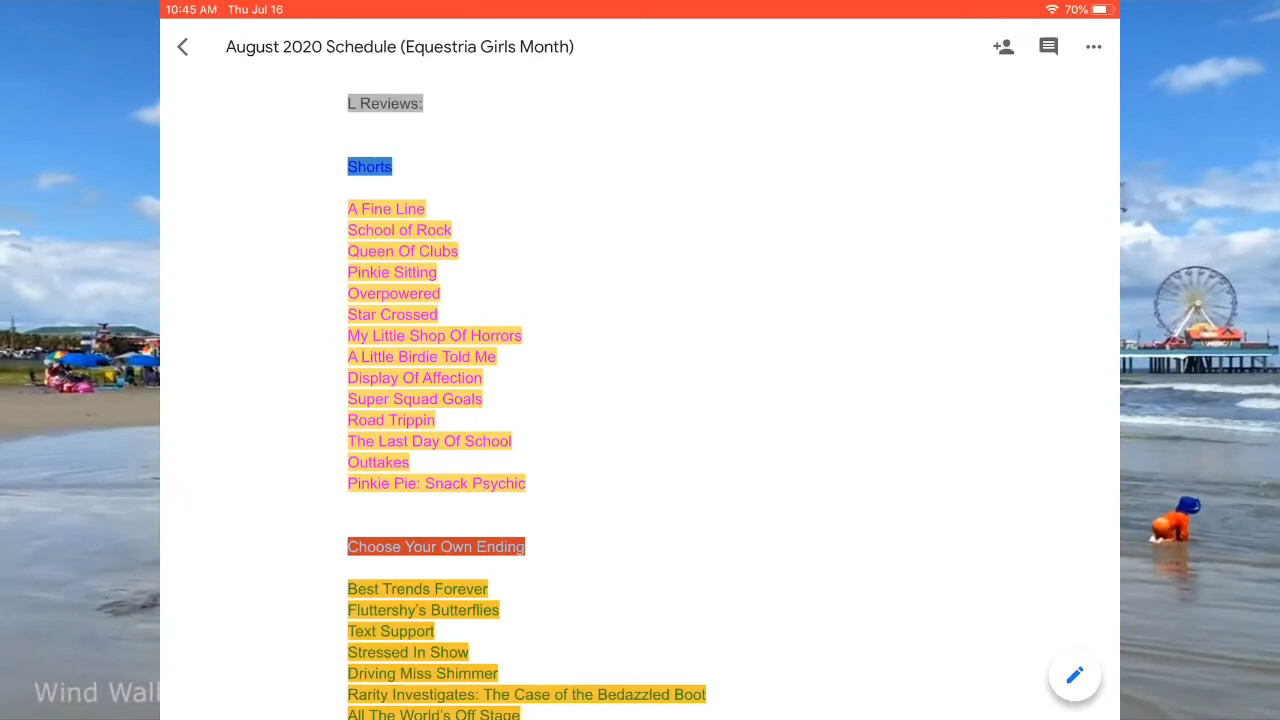 10:45 AM Thu Jul 16
70%
August 2020 Schedule (Equestria Girls Month)
L Reviews:
Shorts
A Fine Line
School of Rock
Queen Of Clubs
Pinkie Sitting
Overpowered
Star Crossed
My Little Shop Of Horrors
A Little Birdie Told Me
Display Of Affection
Super Squad Goals
Road Trippin
The Last Day Of School
Outtakes
Pinkie Pie: Snack Psychic
Choose Your Own Ending
Best Trends Forever
Fluttershy's Butterflies
Text Support
Stressed In Show
Driving Miss Shimmer
Rarity Investigates: The Case of the Bedazzled Boot
All The World's Off Stage
Wind Wall